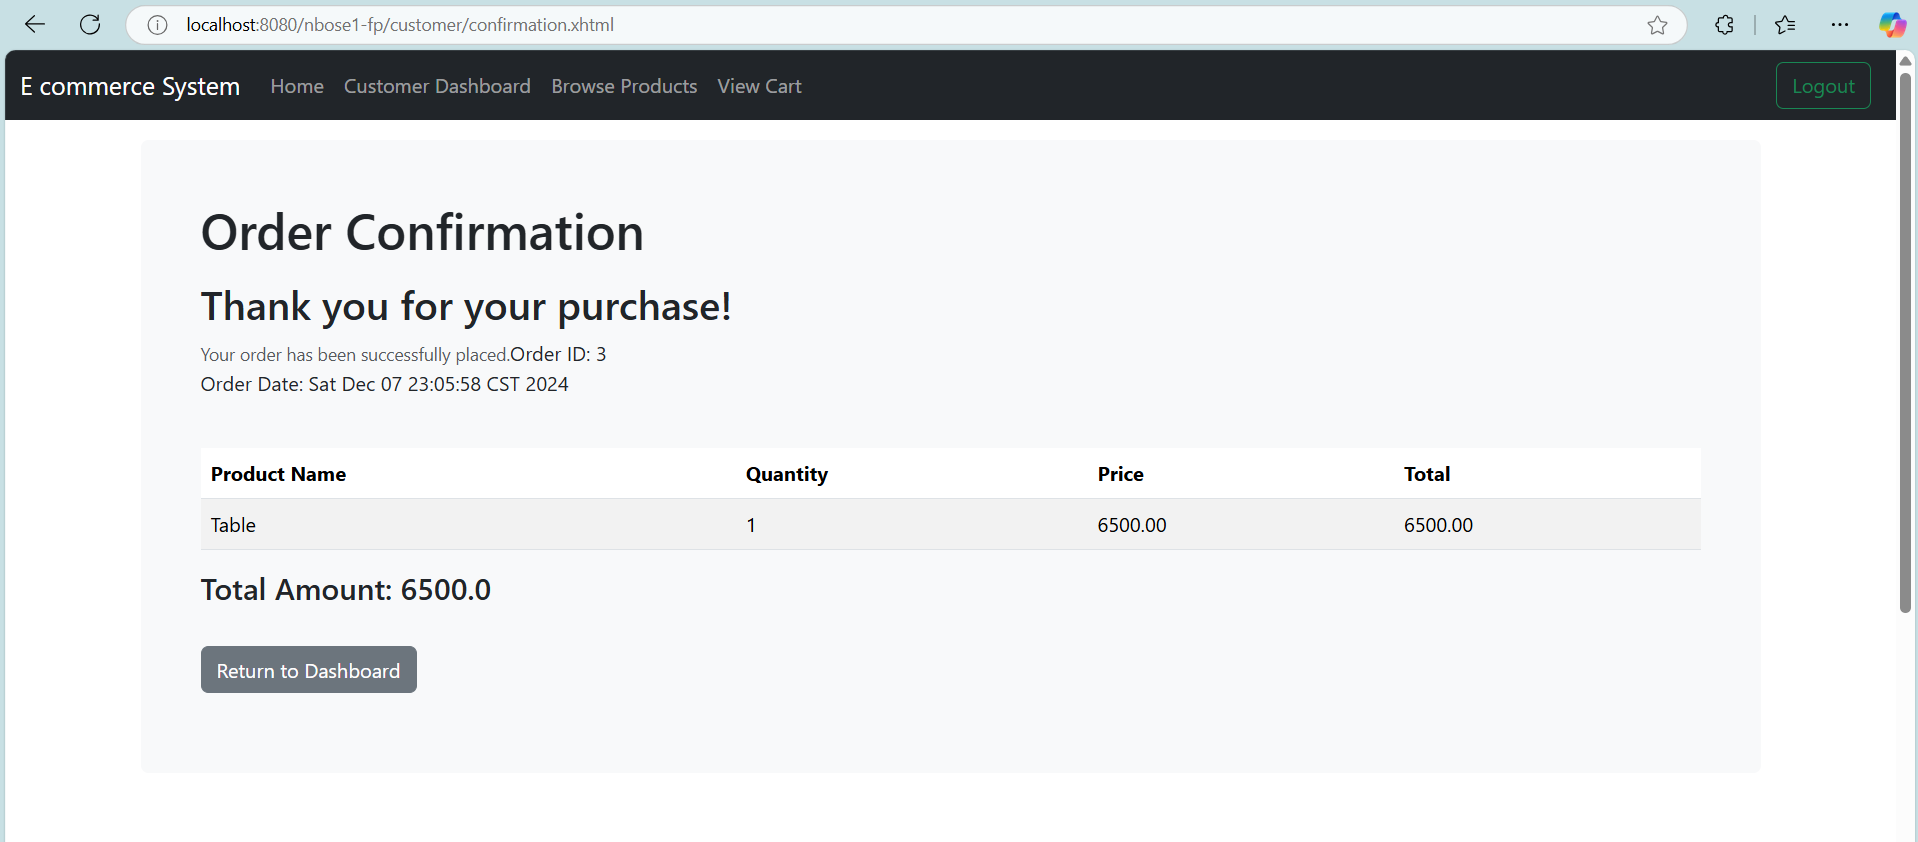 localhost:8080/nbose1-fp/customer/confirmation.xhtml
E commerce System Home Customer Dashboard Browse Products View Cart Logout
Order Confirmation
Thank you for your purchase!
Your order has been successfully placed.Order ID: 3
Order Date: Sat Dec 07 23:05:58 CST 2024
Product Name Quantity Price Total
Table 1 6500.00 6500.00
Total Amount: 6500.0
Return to Dashboard